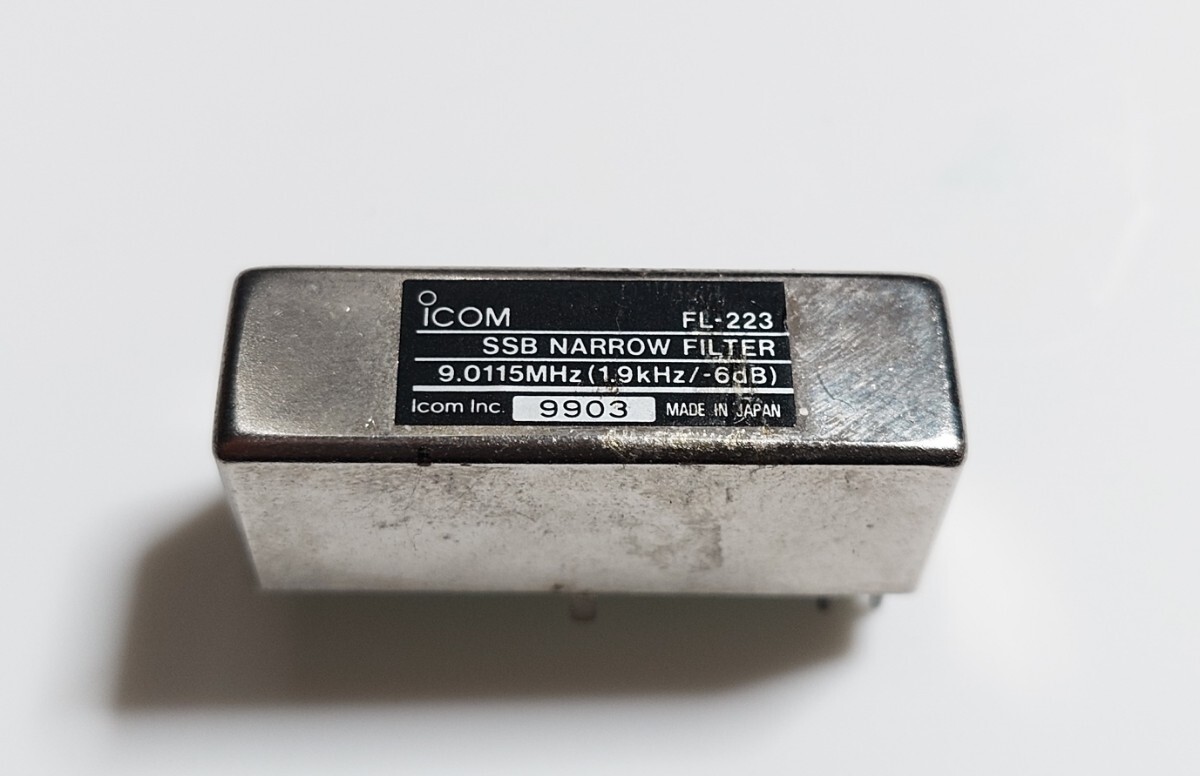 iCOM FL-223
SSB NARROW FILTER
9.0115MHz(1.9kHz/-6dB)
Icom Inc. 9903 MADE IN JAPAN